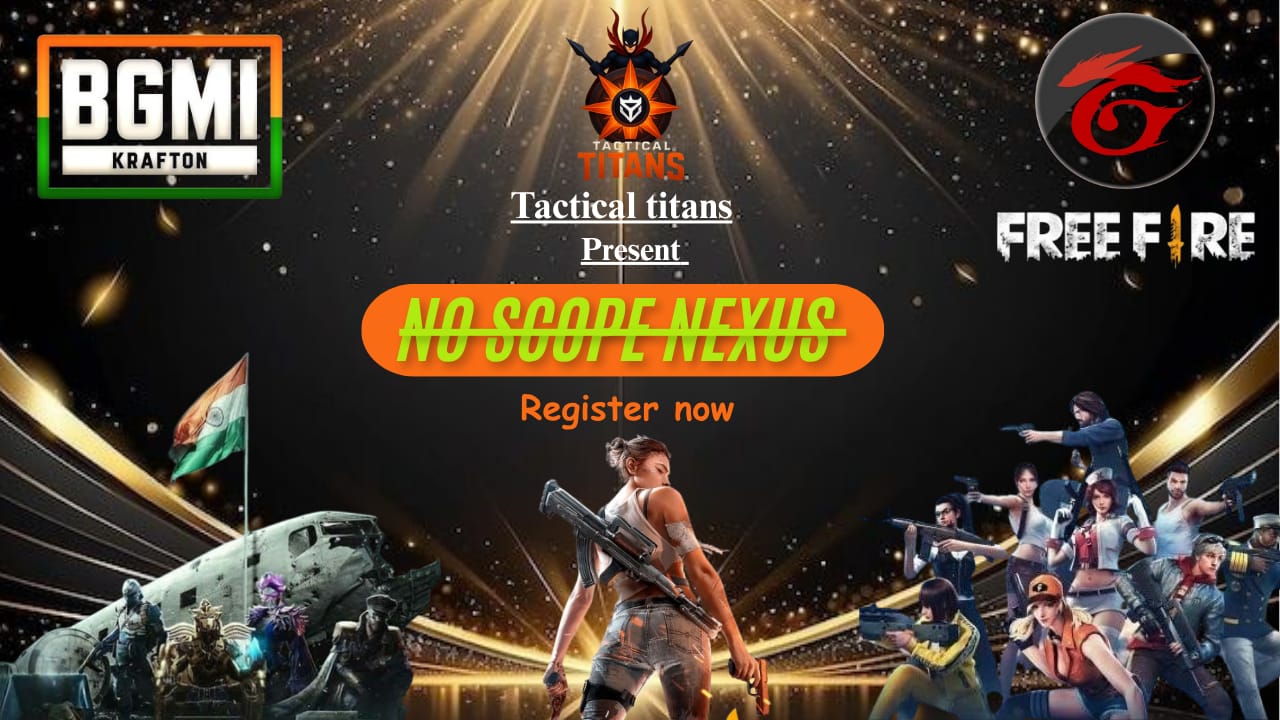 BGMI
KRAFTON
TACTICAL
TITANS
Tactical titans
Present
NO SCOPE NEXUS
Register now
FREE FIRE